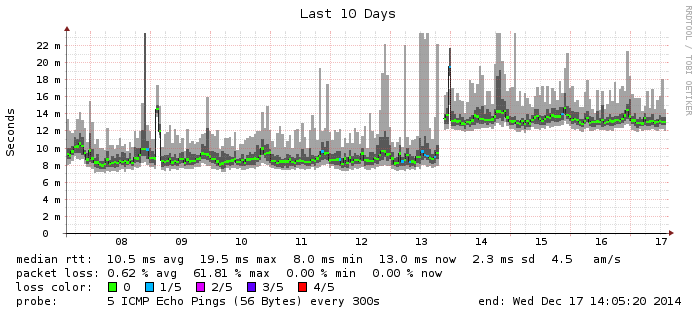 Last 10 Days
RRDTOOL / TOBI OETIKER
Seconds
22 m
20 m
18 m
16 m
14 m
12 m
10 m
8 m
6 m
4 m
2 m
0
08 09 10 11 12 13 14 15 16 17
median rtt: 10.5 ms avg 19.5 ms max 8.0 ms min 13.0 ms now 2.3 ms sd 4.5 am/s
packet loss: 0.62 % avg 61.81 % max 0.00 % min 0.00 % now
loss color: 0 1/5 2/5 3/5 4/5
probe: 5 ICMP Echo Pings (56 Bytes) every 300s end: Wed Dec 17 14:05:20 2014